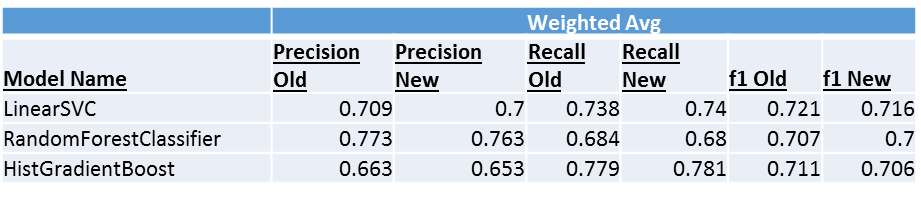 Weighted Avg
Model Name Precision Old Precision New Recall Old Recall New f1 Old f1 New
LinearSVC 0.709 0.7 0.738 0.74 0.721 0.716
RandomForestClassifier 0.773 0.763 0.684 0.68 0.707 0.7
HistGradientBoost 0.663 0.653 0.779 0.781 0.711 0.706